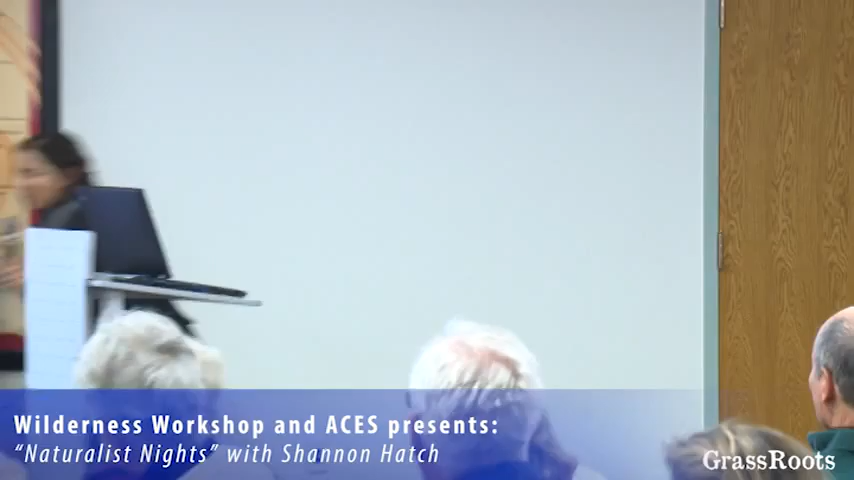 Wilderness Workshop and ACES presents:
“Naturalist Nights” with Shannon Hatch
GrassRoots